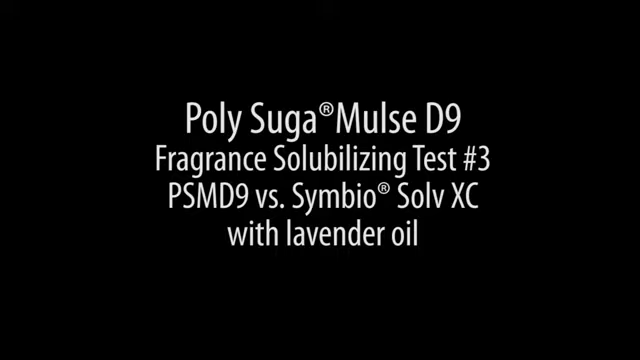 Poly Suga®Mulse D9
Fragrance Solubilizing Test #3
PSMD9 vs. Symbio® Solv XC
with lavender oil